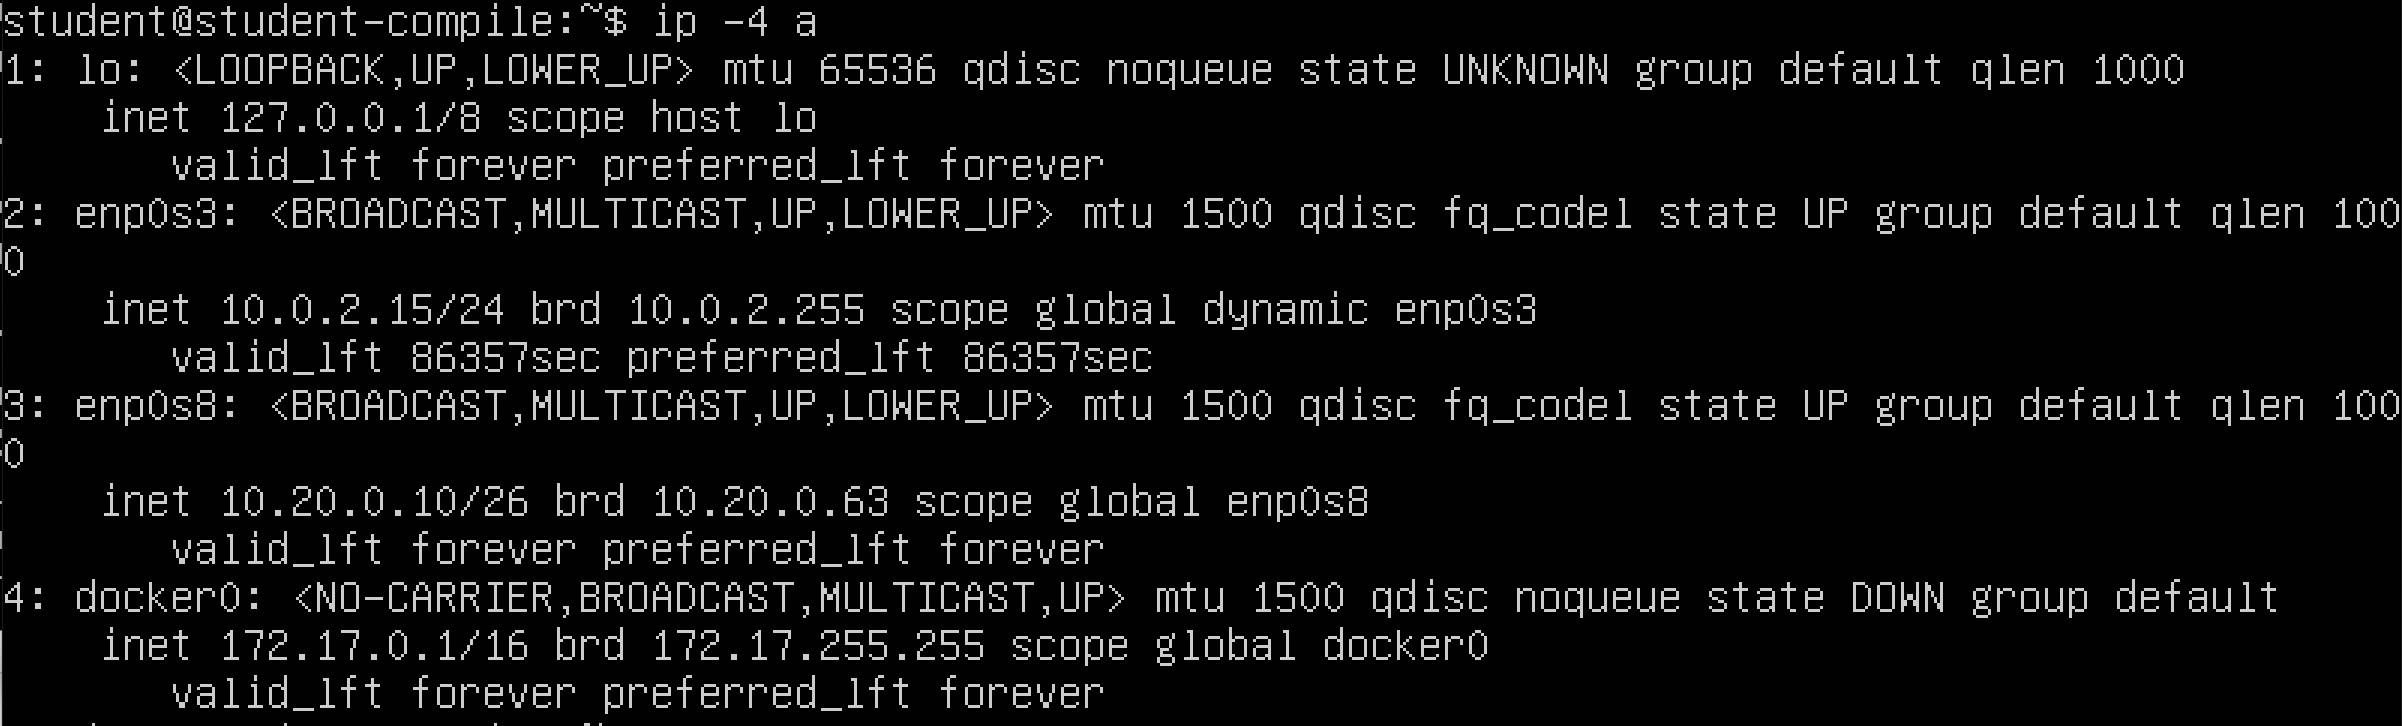 student@student-compile:~$ ip -4 a
1: lo: <LOOPBACK,UP,LOWER_UP> mtu 65536 qdisc noqueue state UNKNOWN group default qlen 1000
    inet 127.0.0.1/8 scope host lo
       valid_lft forever preferred_lft forever
2: enp0s3: <BROADCAST,MULTICAST,UP,LOWER_UP> mtu 1500 qdisc fq_codel state UP group default qlen 100
0
    inet 10.0.2.15/24 brd 10.0.2.255 scope global dynamic enp0s3
       valid_lft 86357sec preferred_lft 86357sec
3: enp0s8: <BROADCAST,MULTICAST,UP,LOWER_UP> mtu 1500 qdisc fq_codel state UP group default qlen 100
0
    inet 10.20.0.10/26 brd 10.20.0.63 scope global enp0s8
       valid_lft forever preferred_lft forever
4: docker0: <NO-CARRIER,BROADCAST,MULTICAST,UP> mtu 1500 qdisc noqueue state DOWN group default
    inet 172.17.0.1/16 brd 172.17.255.255 scope global docker0
       valid_lft forever preferred_lft forever